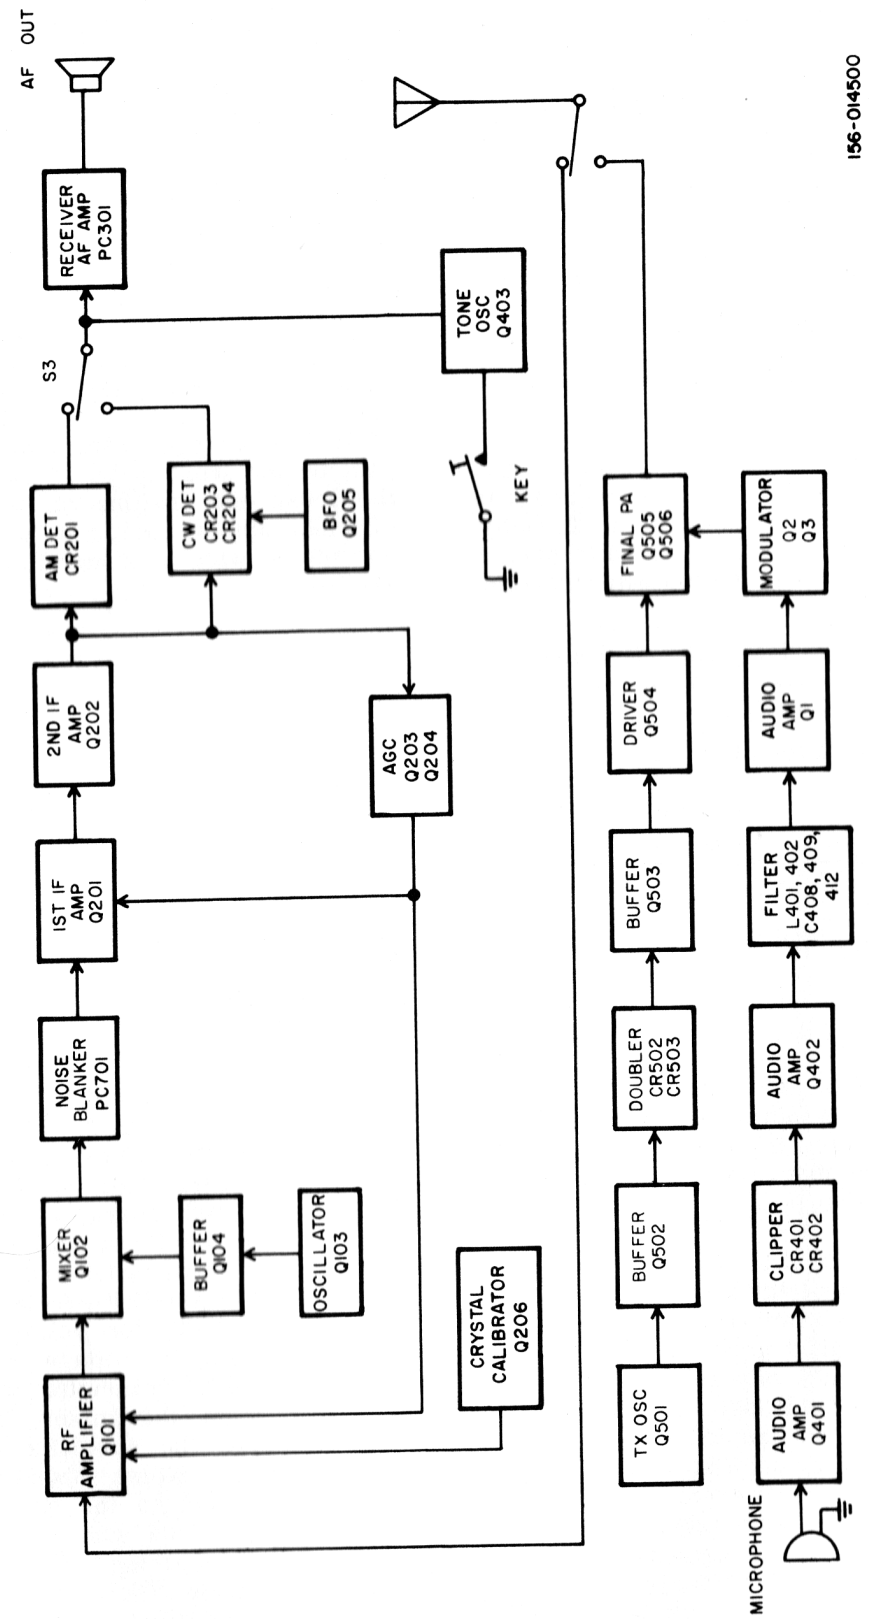 RF
AMPLIFIER
Q101
MIXER
Q102
NOISE
BLANKER
PC701
1ST IF
AMP
Q201
2ND IF
AMP
Q202
AM DET
CR201
S3
RECEIVER
AF AMP
PC301
AF OUT
BUFFER
Q104
OSCILLATOR
Q103
CW DET
CR203
CR204
BFO
Q205
AGC
Q203
Q204
CRYSTAL
CALIBRATOR
Q206
KEY
TONE
OSC
Q403
TX OSC
Q501
BUFFER
Q502
DOUBLER
CR502
CR503
BUFFER
Q503
DRIVER
Q504
FINAL PA
Q505
Q506
MICROPHONE
AUDIO
AMP
Q401
CLIPPER
CR401
CR402
AUDIO
AMP
Q402
FILTER
L401, 402
C408, 409,
412
AUDIO
AMP
Q1
MODULATOR
Q2
Q3
156-014500